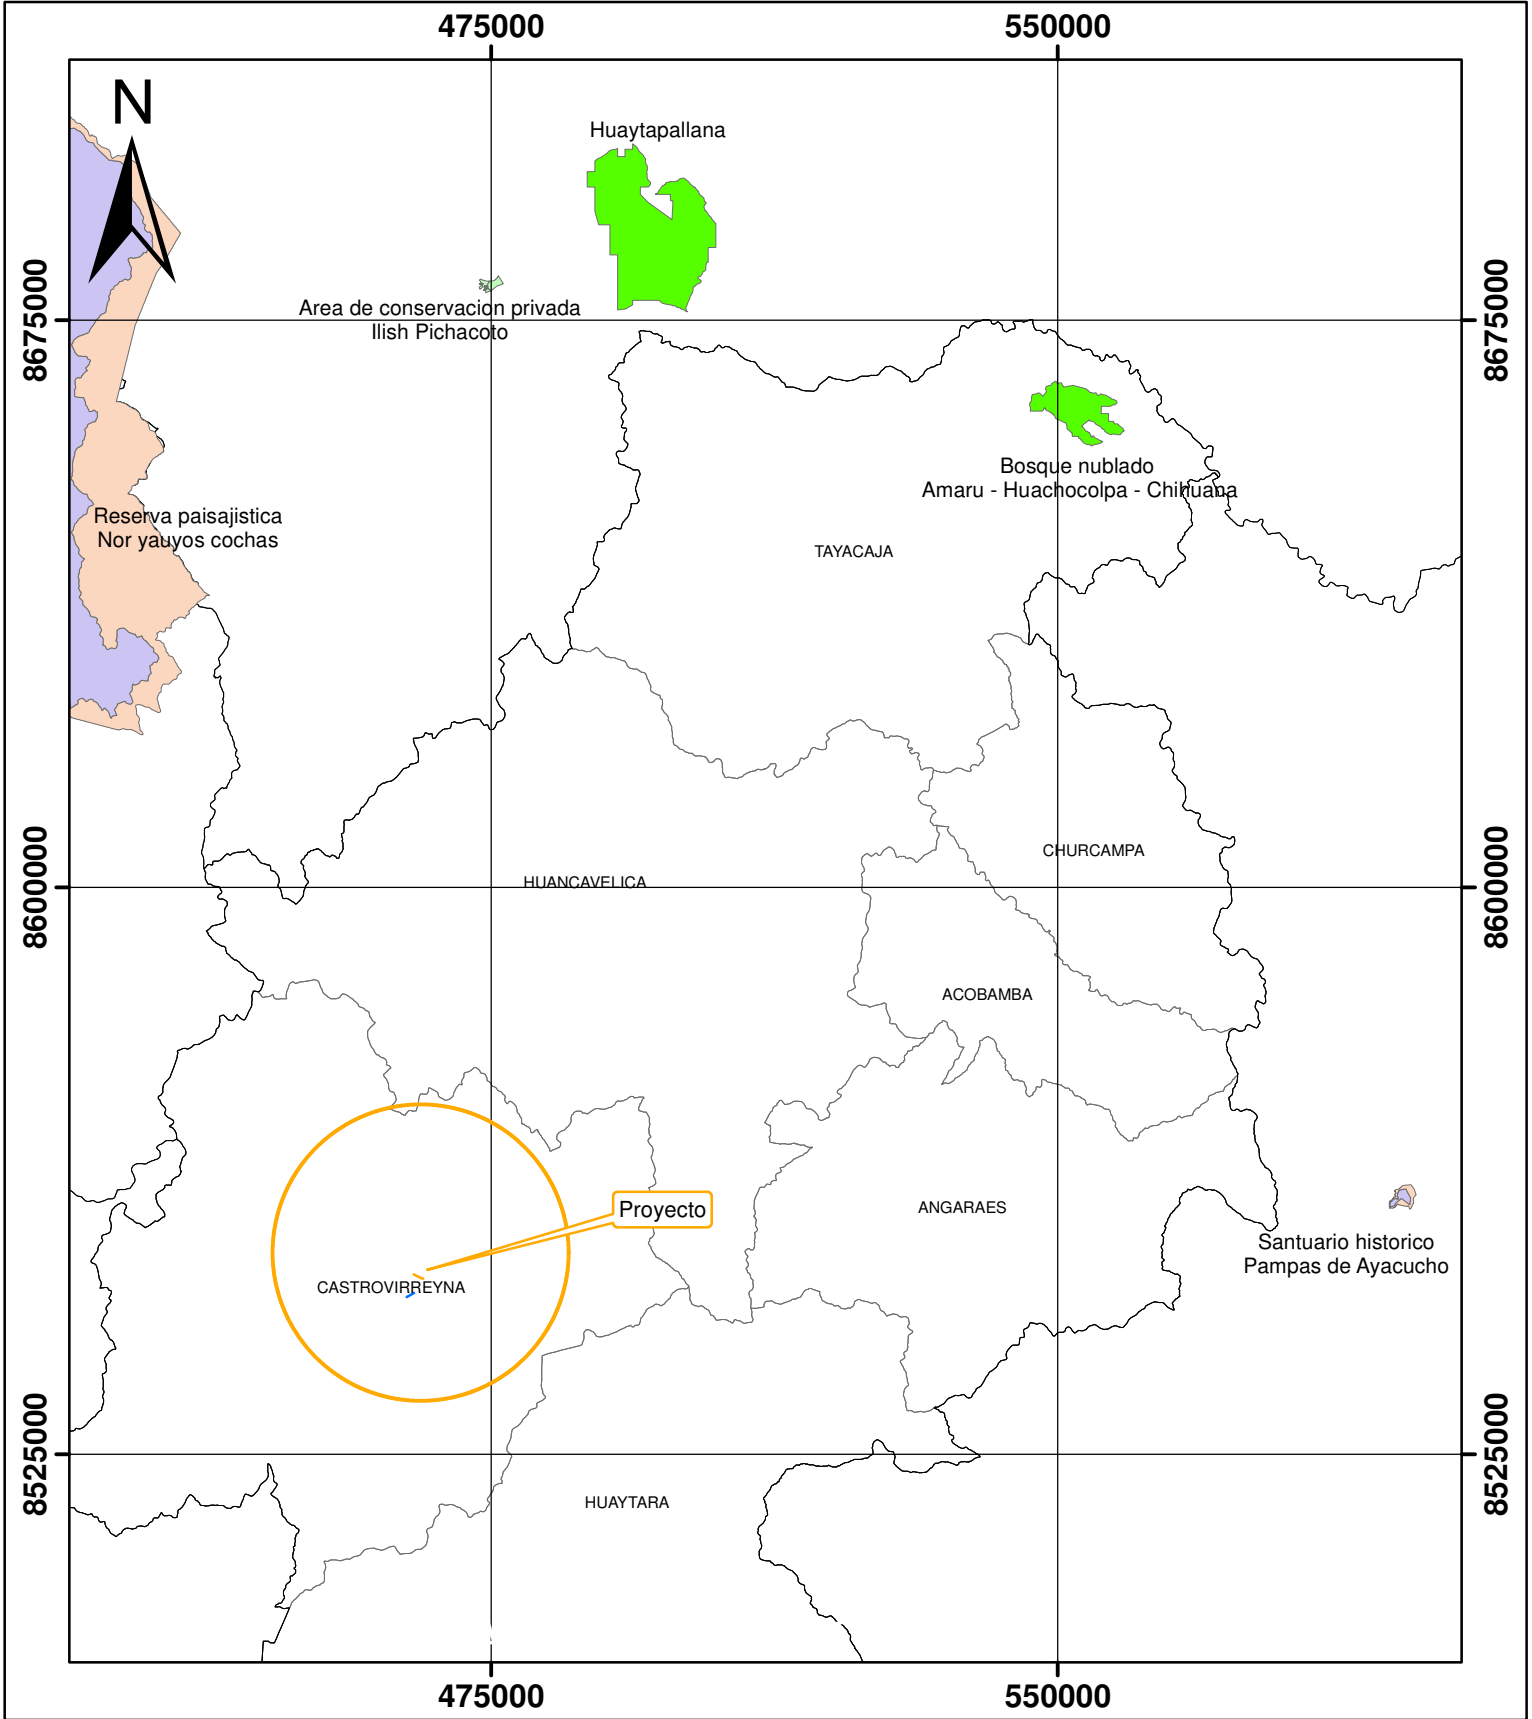 475000
550000
N
Huaytapallana
8675000
8675000
Area de conservacion privada
Ilish Pichacoto
Bosque nublado
Amaru - Huachocolpa - Chihuana
Reserva paisajistica
Nor yauyos cochas
TAYACAJA
CHURCAMPA
HUANCAVELICA
8600000
8600000
ACOBAMBA
Proyecto
ANGARAES
Santuario historico
Pampas de Ayacucho
CASTROVIRREYNA
8525000
8525000
HUAYTARA
475000
550000